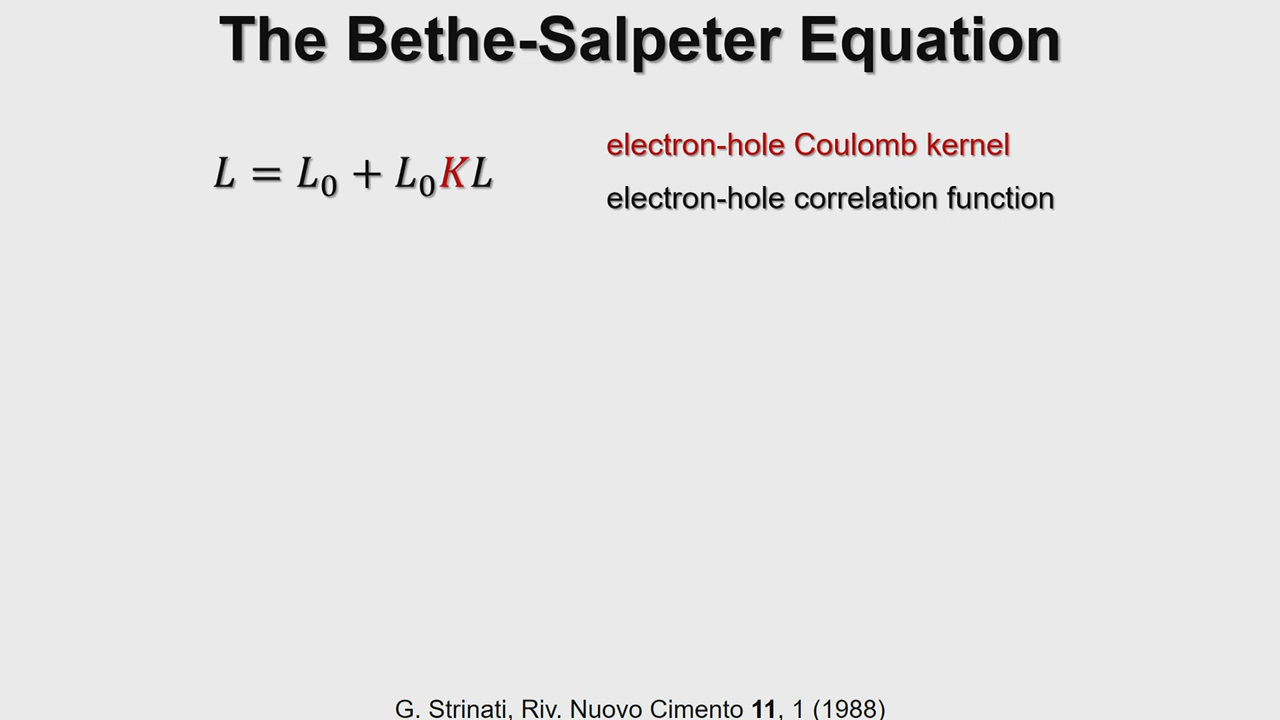 The Bethe-Salpeter Equation
L = L₀ + L₀KL
electron-hole Coulomb kernel
electron-hole correlation function
G. Strinati, Riv. Nuovo Cimento 11, 1 (1988)